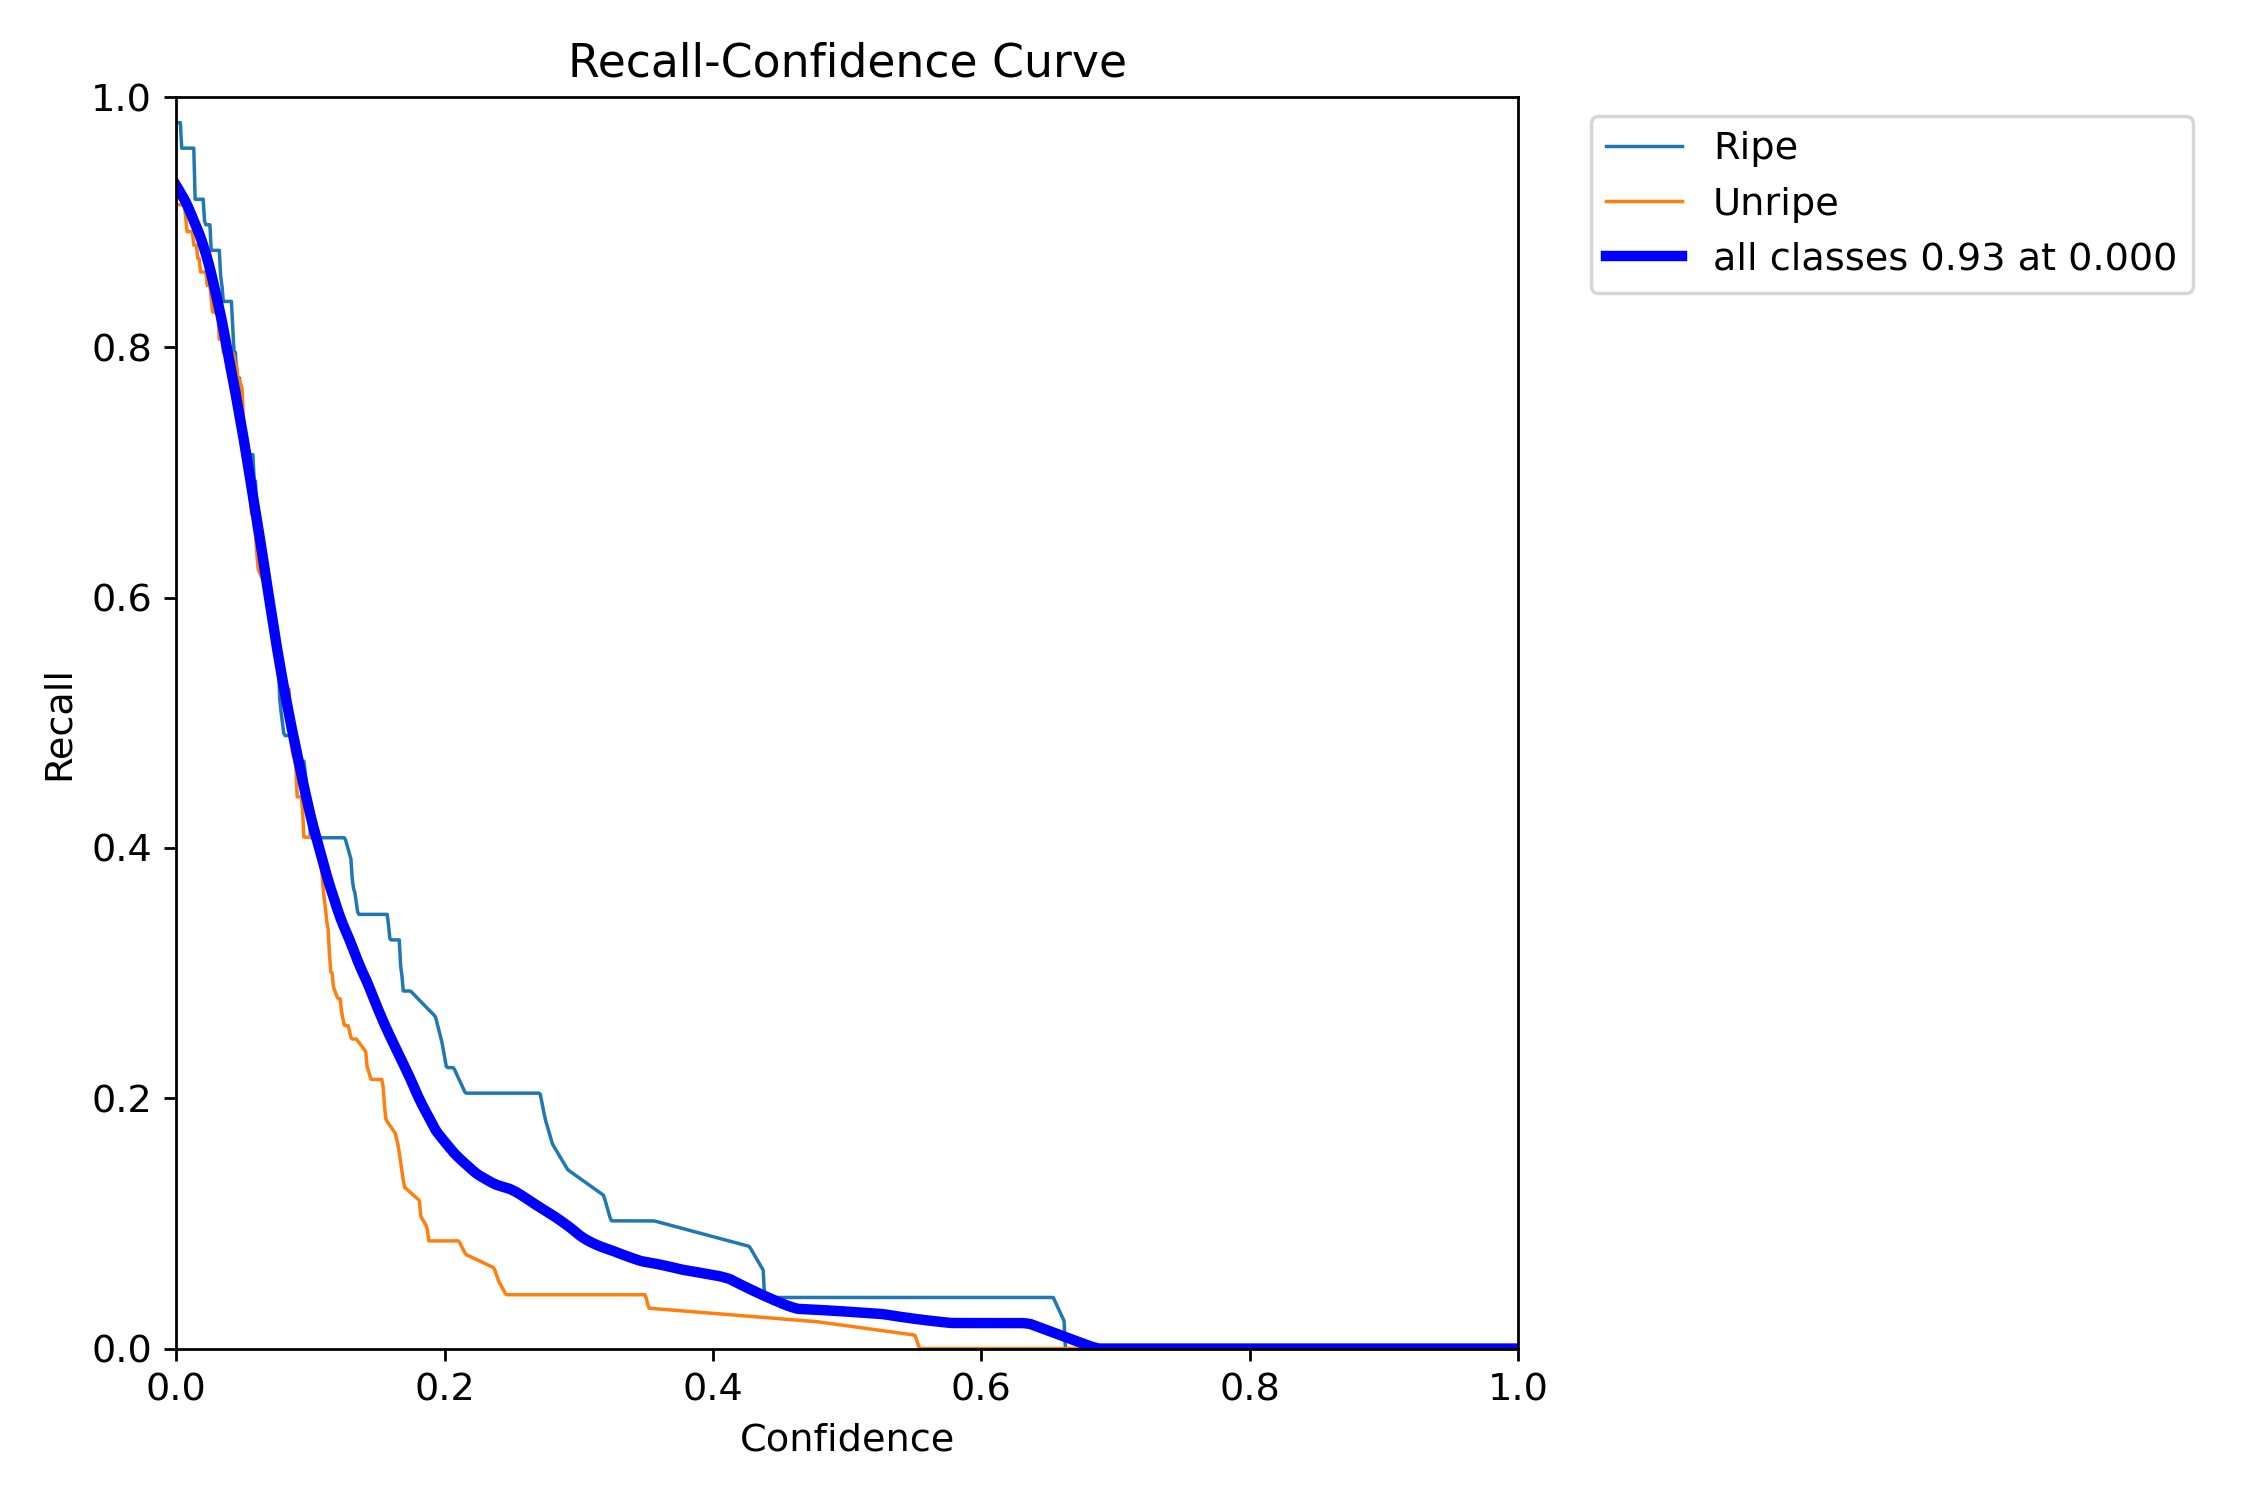 Recall-Confidence Curve
1.0
0.8
0.6
0.4
0.2
0.0
Recall
0.0 0.2 0.4 0.6 0.8 1.0
Confidence
Ripe
Unripe
all classes 0.93 at 0.000